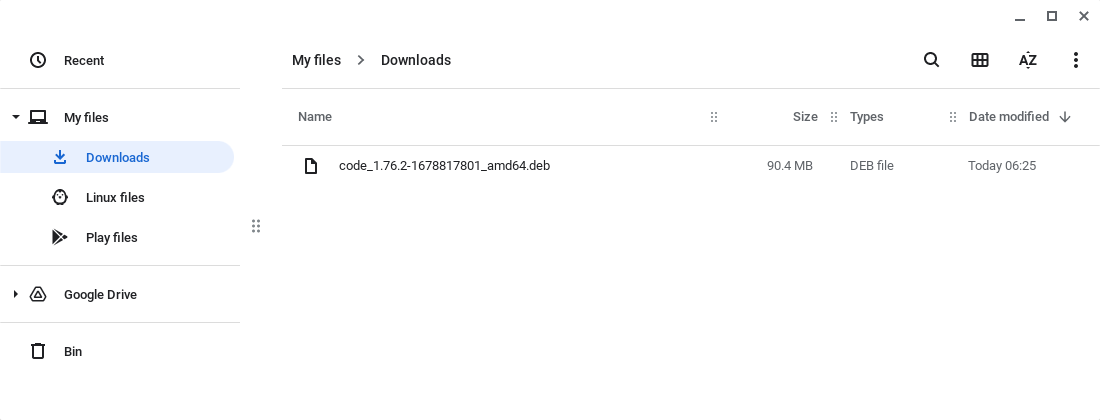 Recent
My files
Downloads
Linux files
Play files
Google Drive
Bin
My files > Downloads
AZ
Name Size Types Date modified
code_1.76.2-1678817801_amd64.deb 90.4 MB DEB file Today 06:25